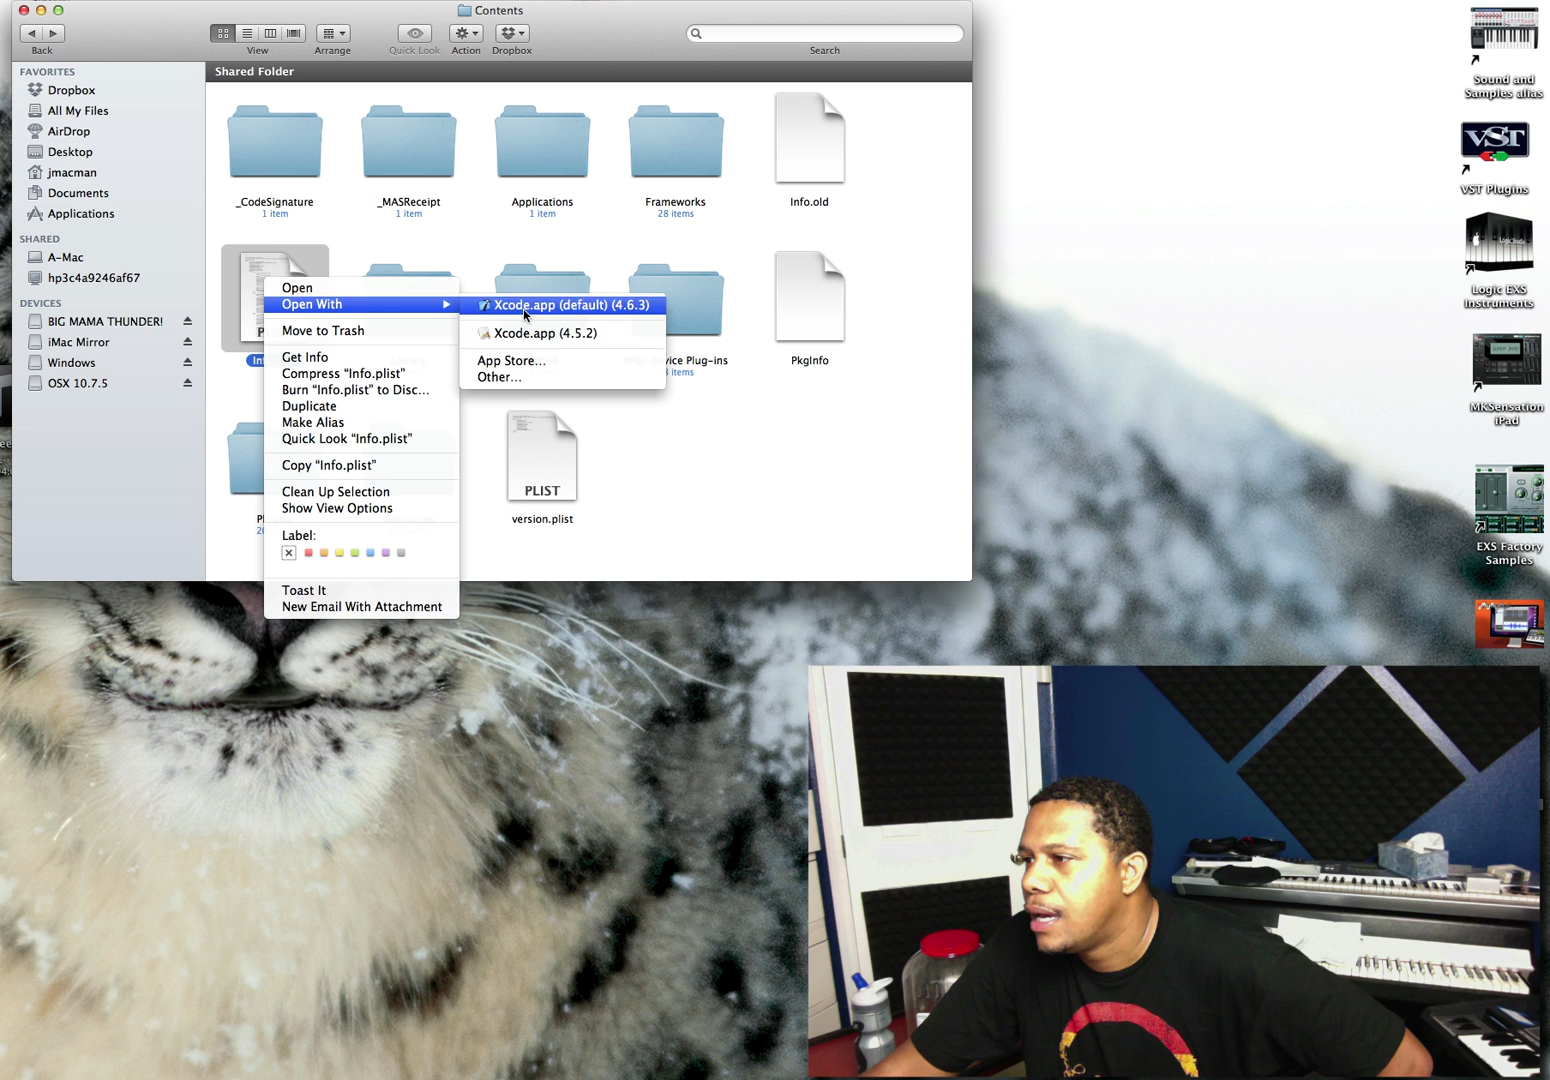 Contents
Back
View
Arrange
Quick Look
Action
Dropbox
Search
FAVORITES
Dropbox
All My Files
AirDrop
Desktop
jmacman
Documents
Applications
SHARED
A-Mac
hp3c4a9246af67
DEVICES
BIG MAMA THUNDER!
iMac Mirror
Windows
OSX 10.7.5
Shared Folder
_CodeSignature
1 item
_MASReceipt
1 item
Applications
1 item
Frameworks
28 items
Info.old
PkgInfo
PLIST
version.plist
Open
Open With
Move to Trash
Get Info
Compress “Info.plist”
Burn “Info.plist” to Disc...
Duplicate
Make Alias
Quick Look “Info.plist”
Copy “Info.plist”
Clean Up Selection
Show View Options
Label:
Toast It
New Email With Attachment
Xcode.app (default) (4.6.3)
Xcode.app (4.5.2)
App Store...
Other...
Sound and
Samples alias
VST
VST Plugins
Logic EXS
Instruments
MKSensation
iPad
EXS Factory
Samples